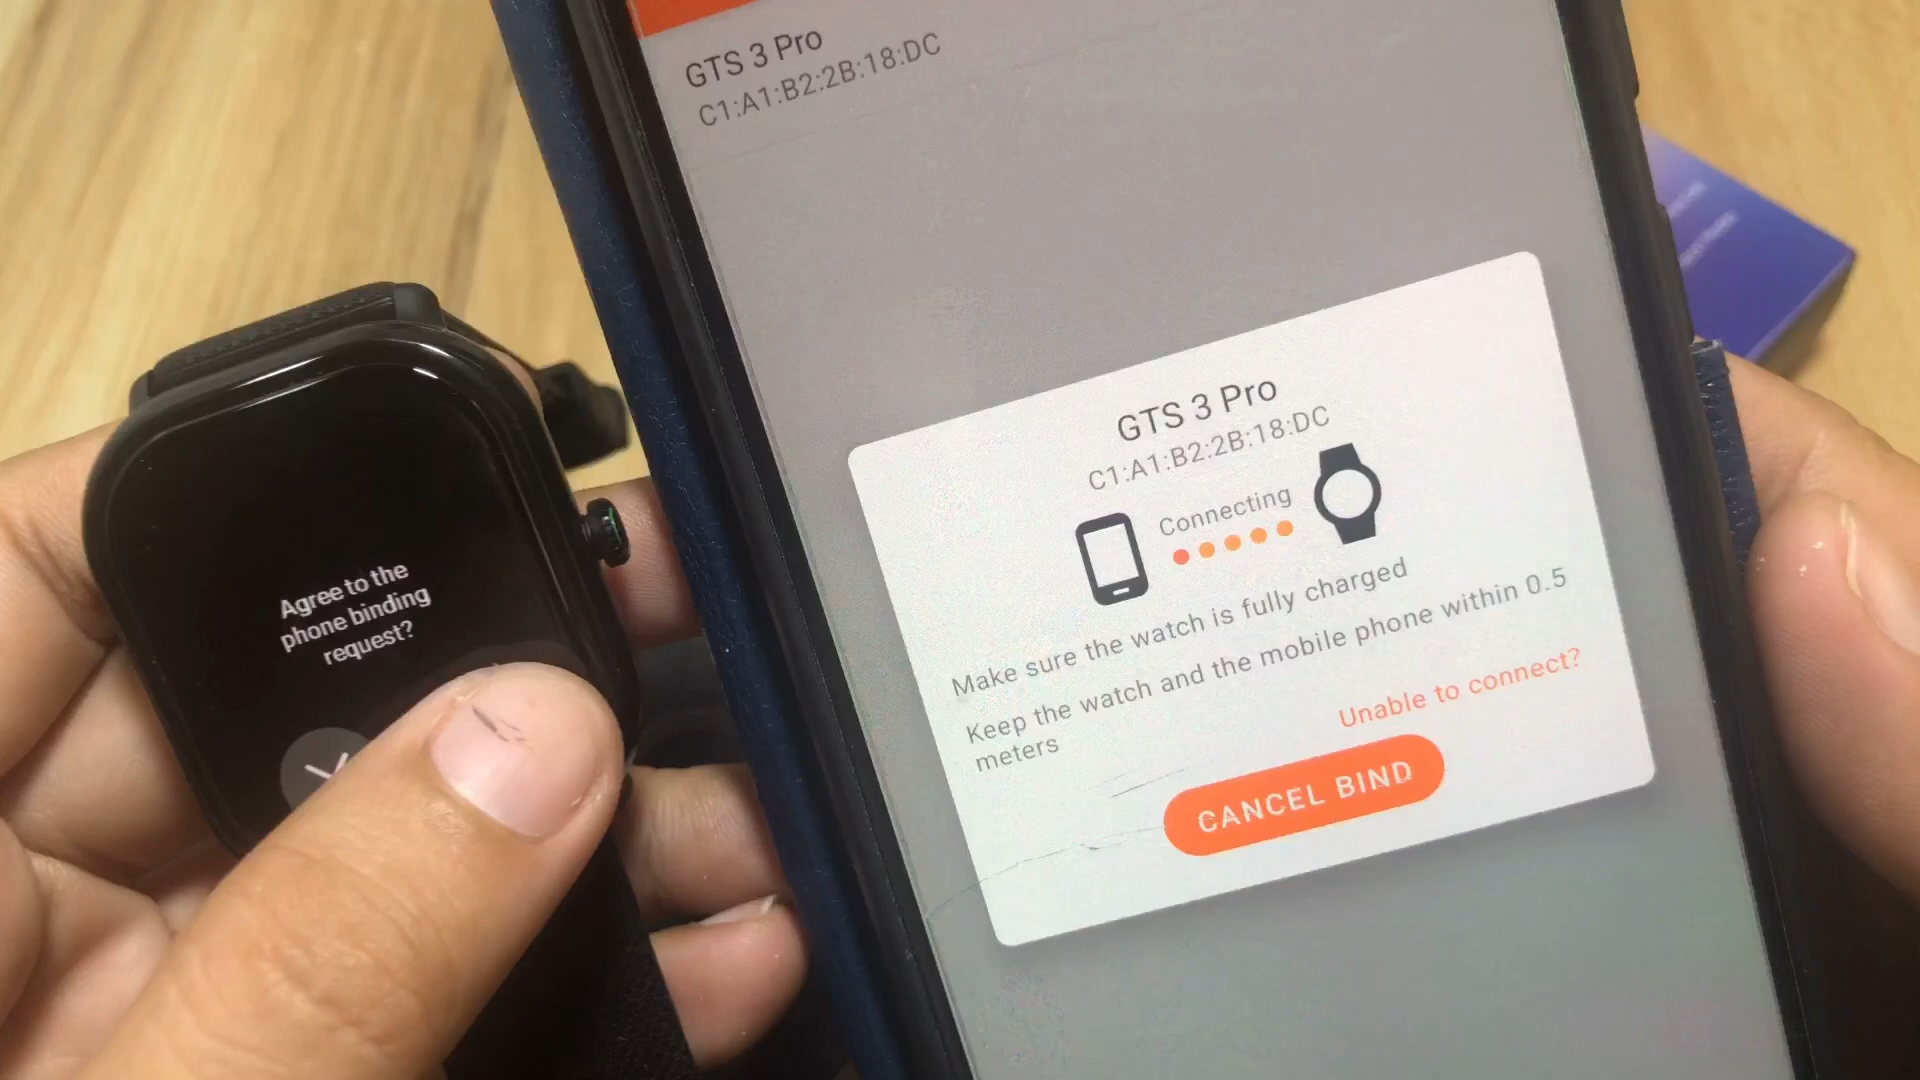 GTS 3 Pro
C1:A1:B2:2B:18:DC
GTS 3 Pro
C1:A1:B2:2B:18:DC
Connecting
Make sure the watch is fully charged
Keep the watch and the mobile phone within 0.5
meters
Unable to connect?
CANCEL BIND
Agree to the
phone binding
request?